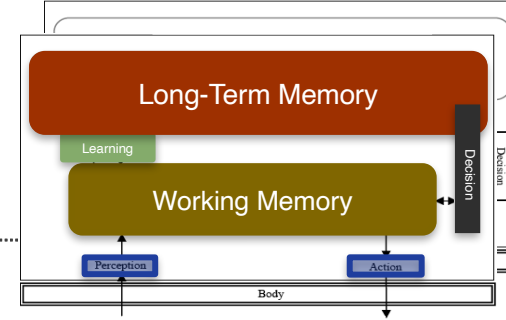 Long-Term Memory
Learning
Decision
Decision
Working Memory
Perception
Action
Body